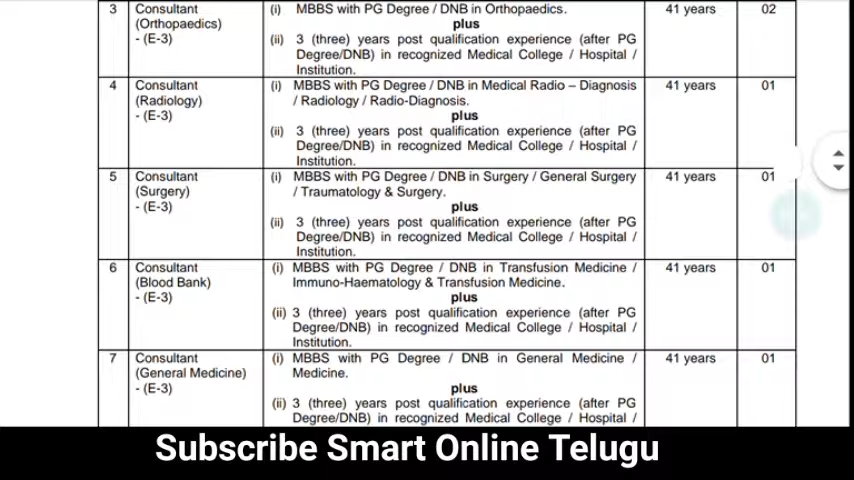 3 Consultant (i) MBBS with PG Degree / DNB in Orthopaedics. 41 years 02
(Orthopaedics) plus
- (E-3) (ii) 3 (three) years post qualification experience (after PG
Degree/DNB) in recognized Medical College / Hospital /
Institution.
4 Consultant (i) MBBS with PG Degree / DNB in Medical Radio – Diagnosis 41 years 01
(Radiology) / Radiology / Radio-Diagnosis.
- (E-3) plus
(ii) 3 (three) years post qualification experience (after PG
Degree/DNB) in recognized Medical College / Hospital /
Institution.
5 Consultant (i) MBBS with PG Degree / DNB in Surgery / General Surgery 41 years 01
(Surgery) / Traumatology & Surgery.
- (E-3) plus
(ii) 3 (three) years post qualification experience (after PG
Degree/DNB) in recognized Medical College / Hospital /
Institution.
6 Consultant (i) MBBS with PG Degree / DNB in Transfusion Medicine / 41 years 01
(Blood Bank) Immuno-Haematology & Transfusion Medicine.
- (E-3) plus
(ii) 3 (three) years post qualification experience (after PG
Degree/DNB) in recognized Medical College / Hospital /
Institution.
7 Consultant (i) MBBS with PG Degree / DNB in General Medicine / 41 years 01
(General Medicine) Medicine.
- (E-3) plus
(ii) 3 (three) years post qualification experience (after PG
Degree/DNB) in recognized Medical College / Hospital /
Subscribe Smart Online Telugu